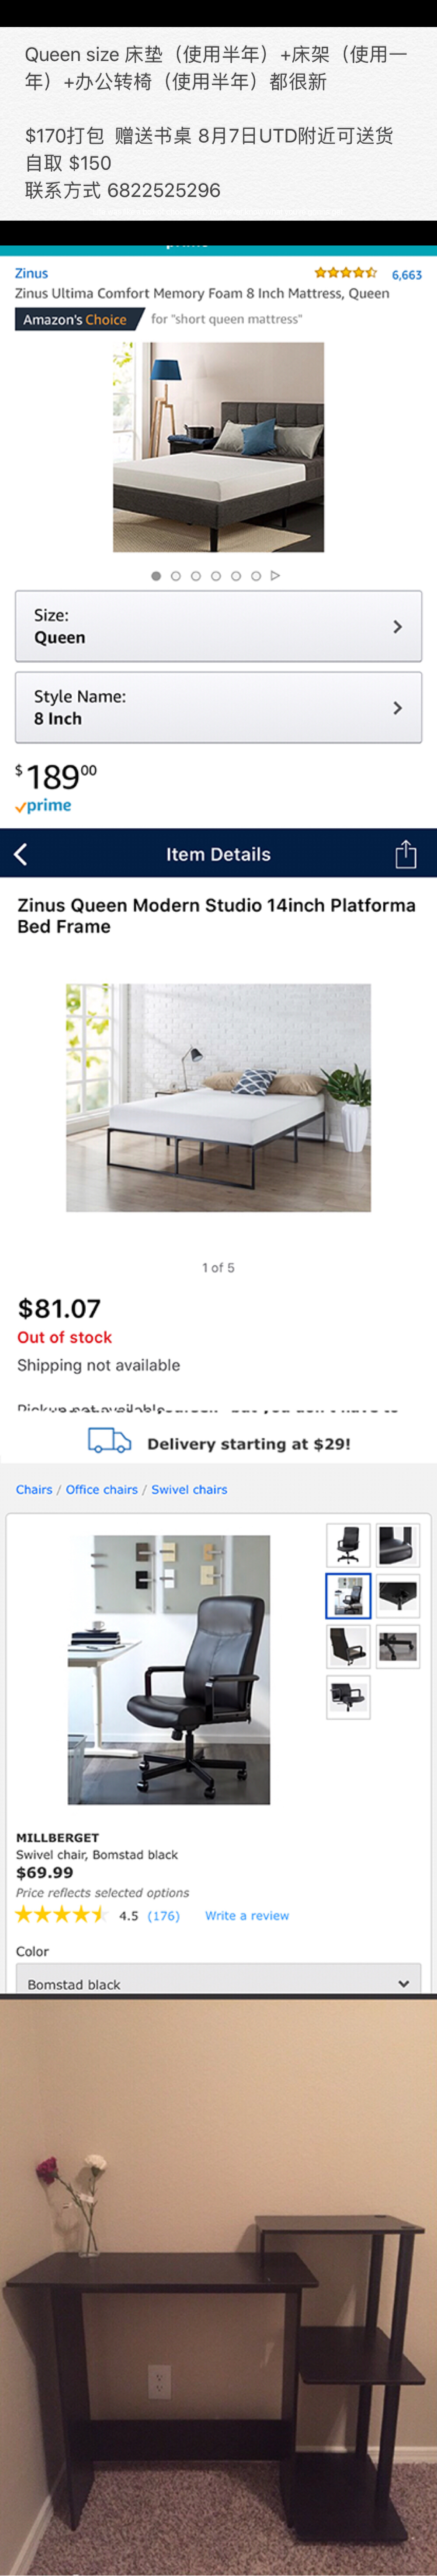 Queen size 床垫（使用半年）+床架（使用一
年）+办公转椅（使用半年）都很新
$170打包 赠送书桌 8月7日UTD附近可送货
自取 $150
联系方式 6822525296
Zinus
6,663
Zinus Ultima Comfort Memory Foam 8 Inch Mattress, Queen
Amazon's Choice for "short queen mattress"
Size:
Queen
Style Name:
8 Inch
$189.00
prime
Item Details
Zinus Queen Modern Studio 14inch Platforma
Bed Frame
1 of 5
$81.07
Out of stock
Shipping not available
Delivery starting at $29!
Chairs / Office chairs / Swivel chairs
MILLBERGET
Swivel chair, Bomstad black
$69.99
Price reflects selected options
4.5 (176) Write a review
Color
Bomstad black